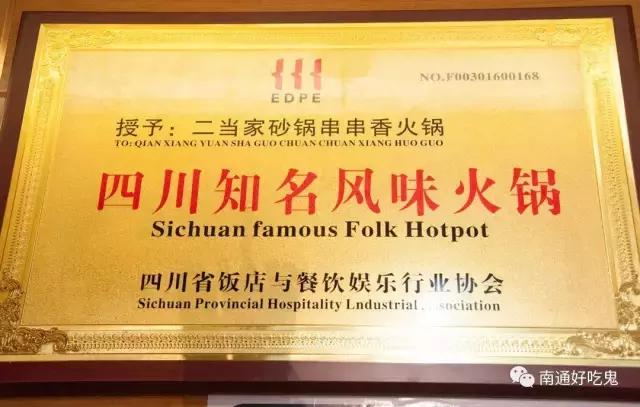 EDPE
NO.F00301600168
授予：二当家砂锅串串香火锅
TO: QIAN XIANG YUAN SHA GUO CHUAN CHUAN XIANG HUO GUO
四川知名风味火锅
Sichuan famous Folk Hotpot
四川省饭店与餐饮娱乐行业协会
Sichuan Provincial Hospitality Lndustrial Association
南通好吃鬼